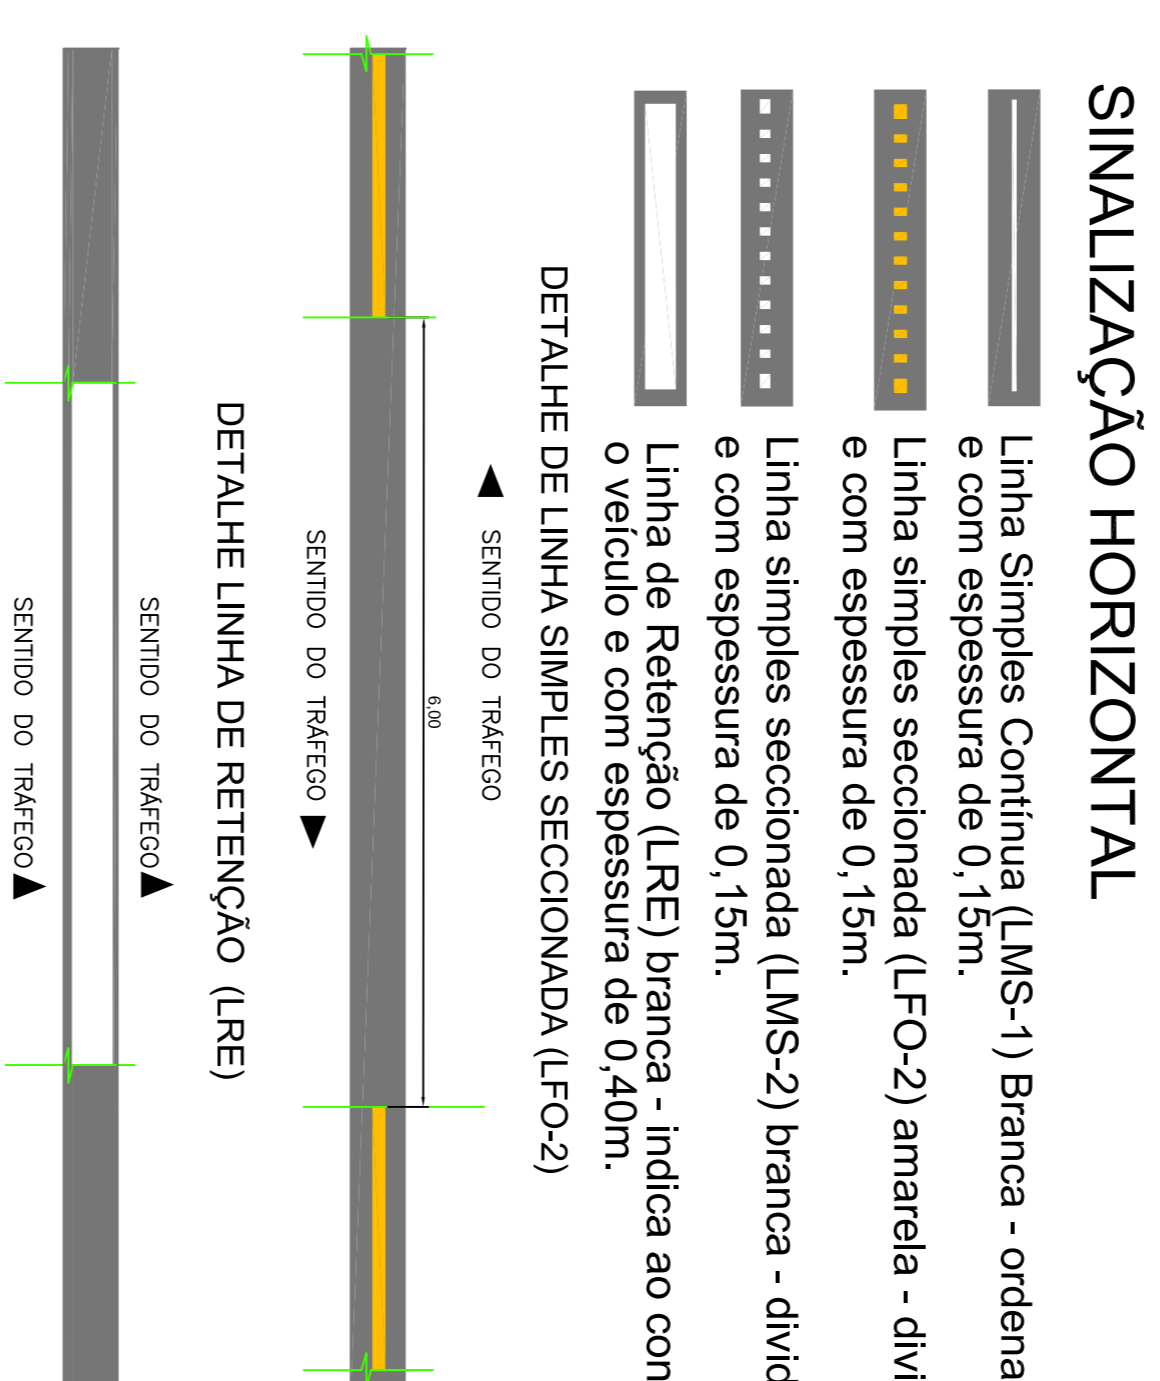 SINALIZAÇÃO HORIZONTAL
Linha Simples Contínua (LMS-1) Branca - ordena
e com espessura de 0,15m.
Linha simples seccionada (LFO-2) amarela - divi
e com espessura de 0,15m.
Linha simples seccionada (LMS-2) branca - divid
e com espessura de 0,15m.
Linha de Retenção (LRE) branca - indica ao con
o veículo e com espessura de 0,40m.
DETALHE DE LINHA SIMPLES SECCIONADA (LFO-2)
SENTIDO DO TRÁFEGO
6,00
SENTIDO DO TRÁFEGO
DETALHE LINHA DE RETENÇÃO (LRE)
SENTIDO DO TRÁFEGO
SENTIDO DO TRÁFEGO